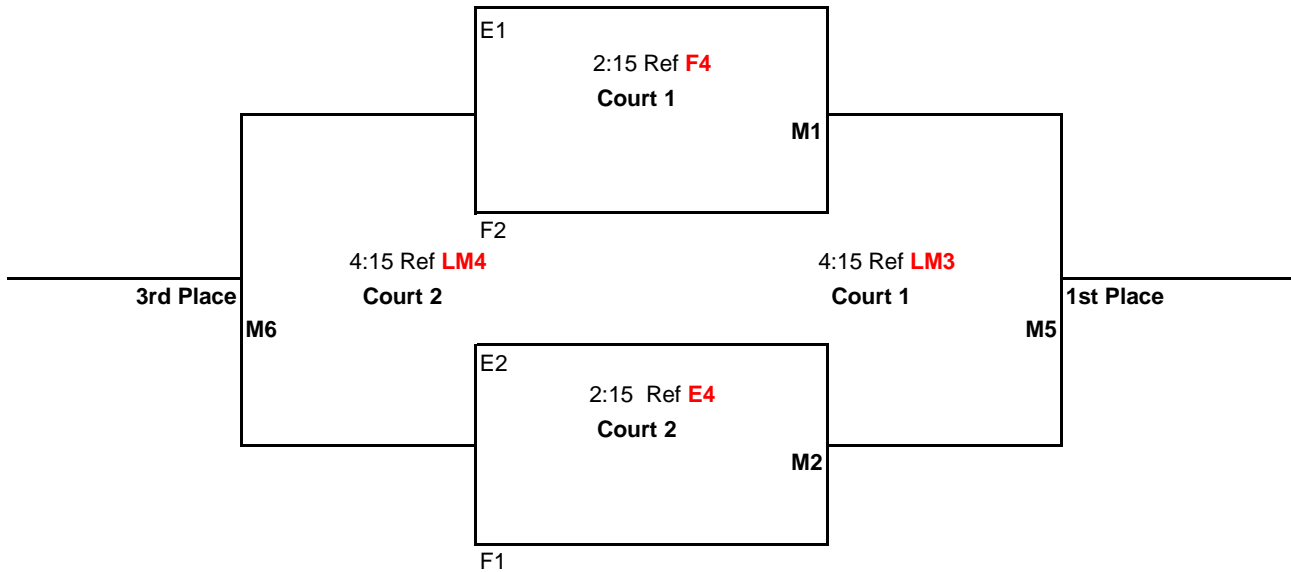 E1
2:15 Ref F4
Court 1
M1
F2
4:15 Ref LM4
Court 2
4:15 Ref LM3
Court 1
3rd Place
1st Place
M6
M5
E2
2:15 Ref E4
Court 2
M2
F1